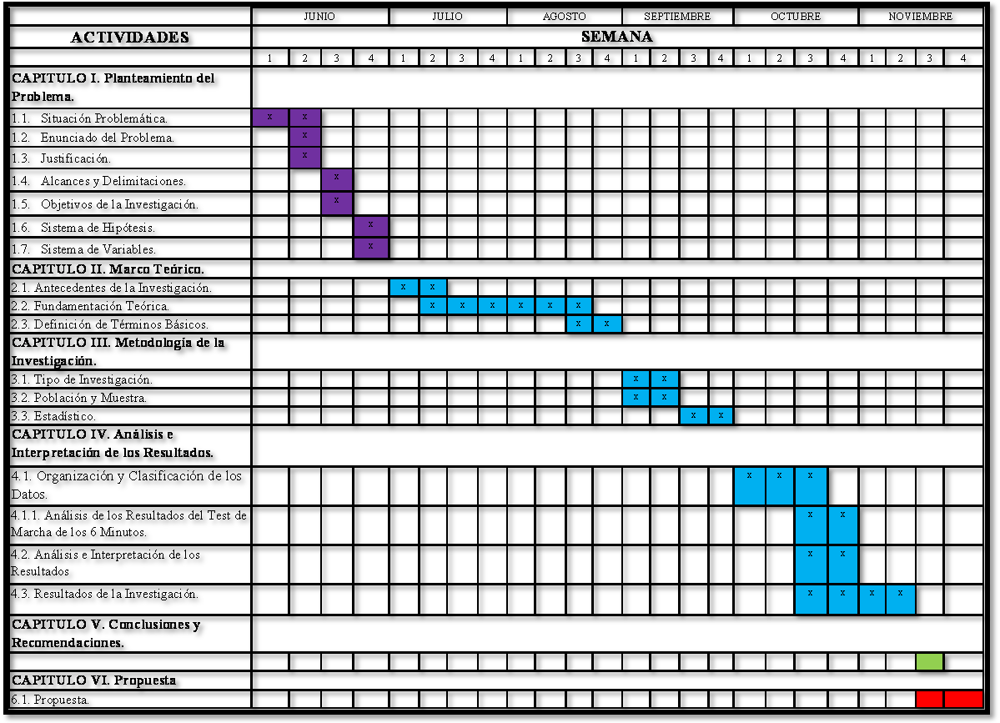 JUNIO JULIO AGOSTO SEPTIEMBRE OCTUBRE NOVIEMBRE
ACTIVIDADES SEMANA
1 2 3 4 1 2 3 4 1 2 3 4 1 2 3 4 1 2 3 4 1 2 3 4
CAPITULO I. Planteamiento del
Problema.
1.1. Situación Problemática. x x
1.2. Enunciado del Problema. x
1.3. Justificación. x
1.4. Alcances y Delimitaciones. x
1.5. Objetivos de la Investigación. x
1.6. Sistema de Hipótesis. x
1.7. Sistema de Variables. x
CAPITULO II. Marco Teórico.
2.1. Antecedentes de la Investigación. x x
2.2. Fundamentación Teórica. x x x x x x
2.3. Definición de Términos Básicos. x x
CAPITULO III. Metodología de la
Investigación.
3.1. Tipo de Investigación. x x
3.2. Población y Muestra. x x
3.3. Estadístico. x x
CAPITULO IV. Análisis e
Interpretación de los Resultados.
4.1. Organización y Clasificación de los x x x
Datos.
4.1.1. Análisis de los Resultados del Test de x x
Marcha de los 6 Minutos.
4.2. Análisis e Interpretación de los x x
Resultados
4.3. Resultados de la Investigación. x x x x
CAPITULO V. Conclusiones y
Recomendaciones.
CAPITULO VI. Propuesta
6.1. Propuesta.